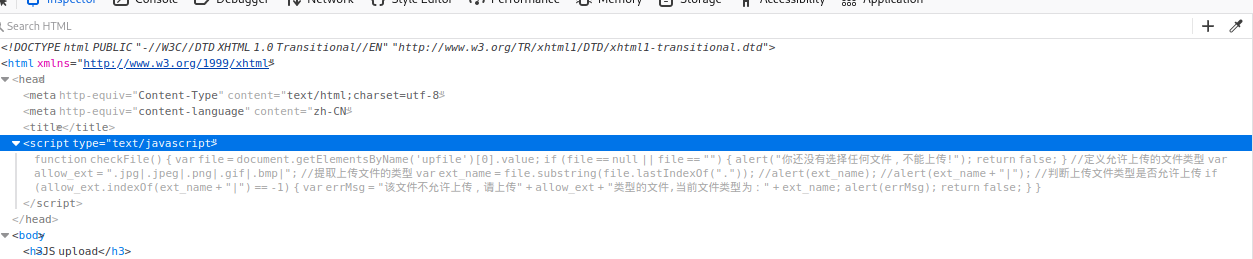 Inspector Console Debugger Network Style Editor Performance Memory Storage Accessibility Application
Search HTML
<!DOCTYPE html PUBLIC "-//W3C//DTD XHTML 1.0 Transitional//EN" "http://www.w3.org/TR/xhtml1/DTD/xhtml1-transitional.dtd">
<html xmlns="http://www.w3.org/1999/xhtml">
<head>
<meta http-equiv="Content-Type" content="text/html;charset=utf-8">
<meta http-equiv="content-language" content="zh-CN">
<title></title>
<script type="text/javascript">
function checkFile() { var file = document.getElementsByName('upfile')[0].value; if (file == null || file == "") { alert("你还没有选择任何文件，不能上传!"); return false; } //定义允许上传的文件类型 var
allow_ext = ".jpg|.jpeg|.png|.gif|.bmp|"; //提取上传文件的类型 var ext_name = file.substring(file.lastIndexOf(".")); //alert(ext_name); //alert(ext_name + "|"); //判断上传文件类型是否允许上传 if
(allow_ext.indexOf(ext_name + "|") == -1) { var errMsg = "该文件不允许上传，请上传" + allow_ext + "类型的文件,当前文件类型为：" + ext_name; alert(errMsg); return false; } }
</script>
</head>
<body>
<h3>JS upload</h3>